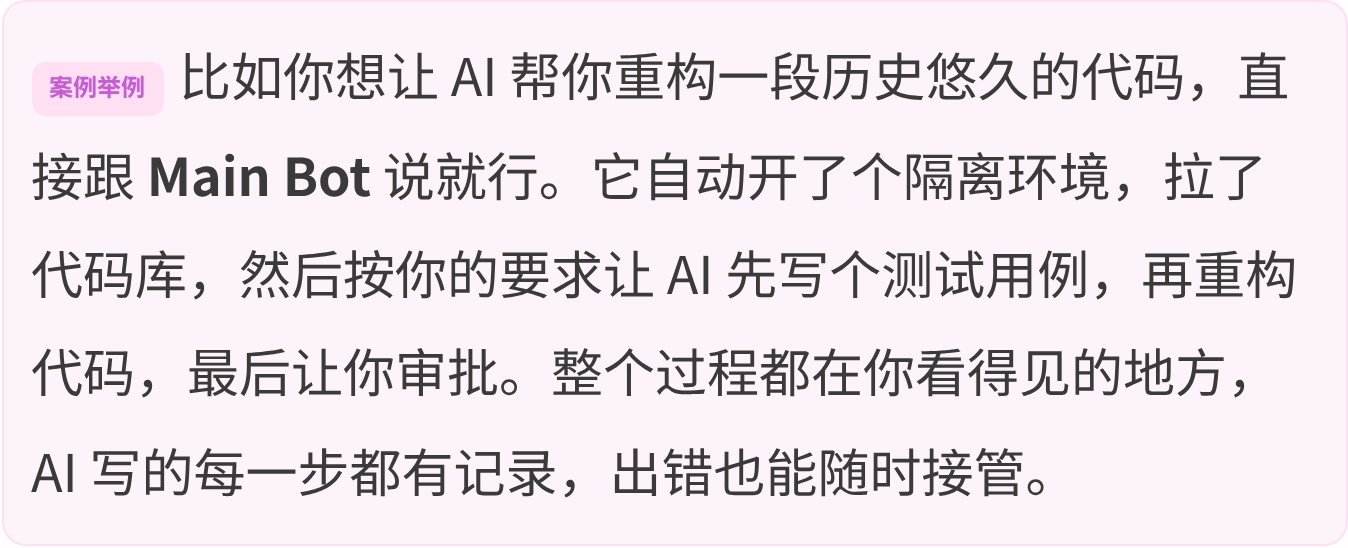 案例举例 比如你想让 AI 帮你重构一段历史悠久的代码，直
接跟 Main Bot 说就行。它自动开了个隔离环境，拉了
代码库，然后按你的要求让 AI 先写个测试用例，再重构
代码，最后让你审批。整个过程都在你看得见的地方，
AI 写的每一步都有记录，出错也能随时接管。